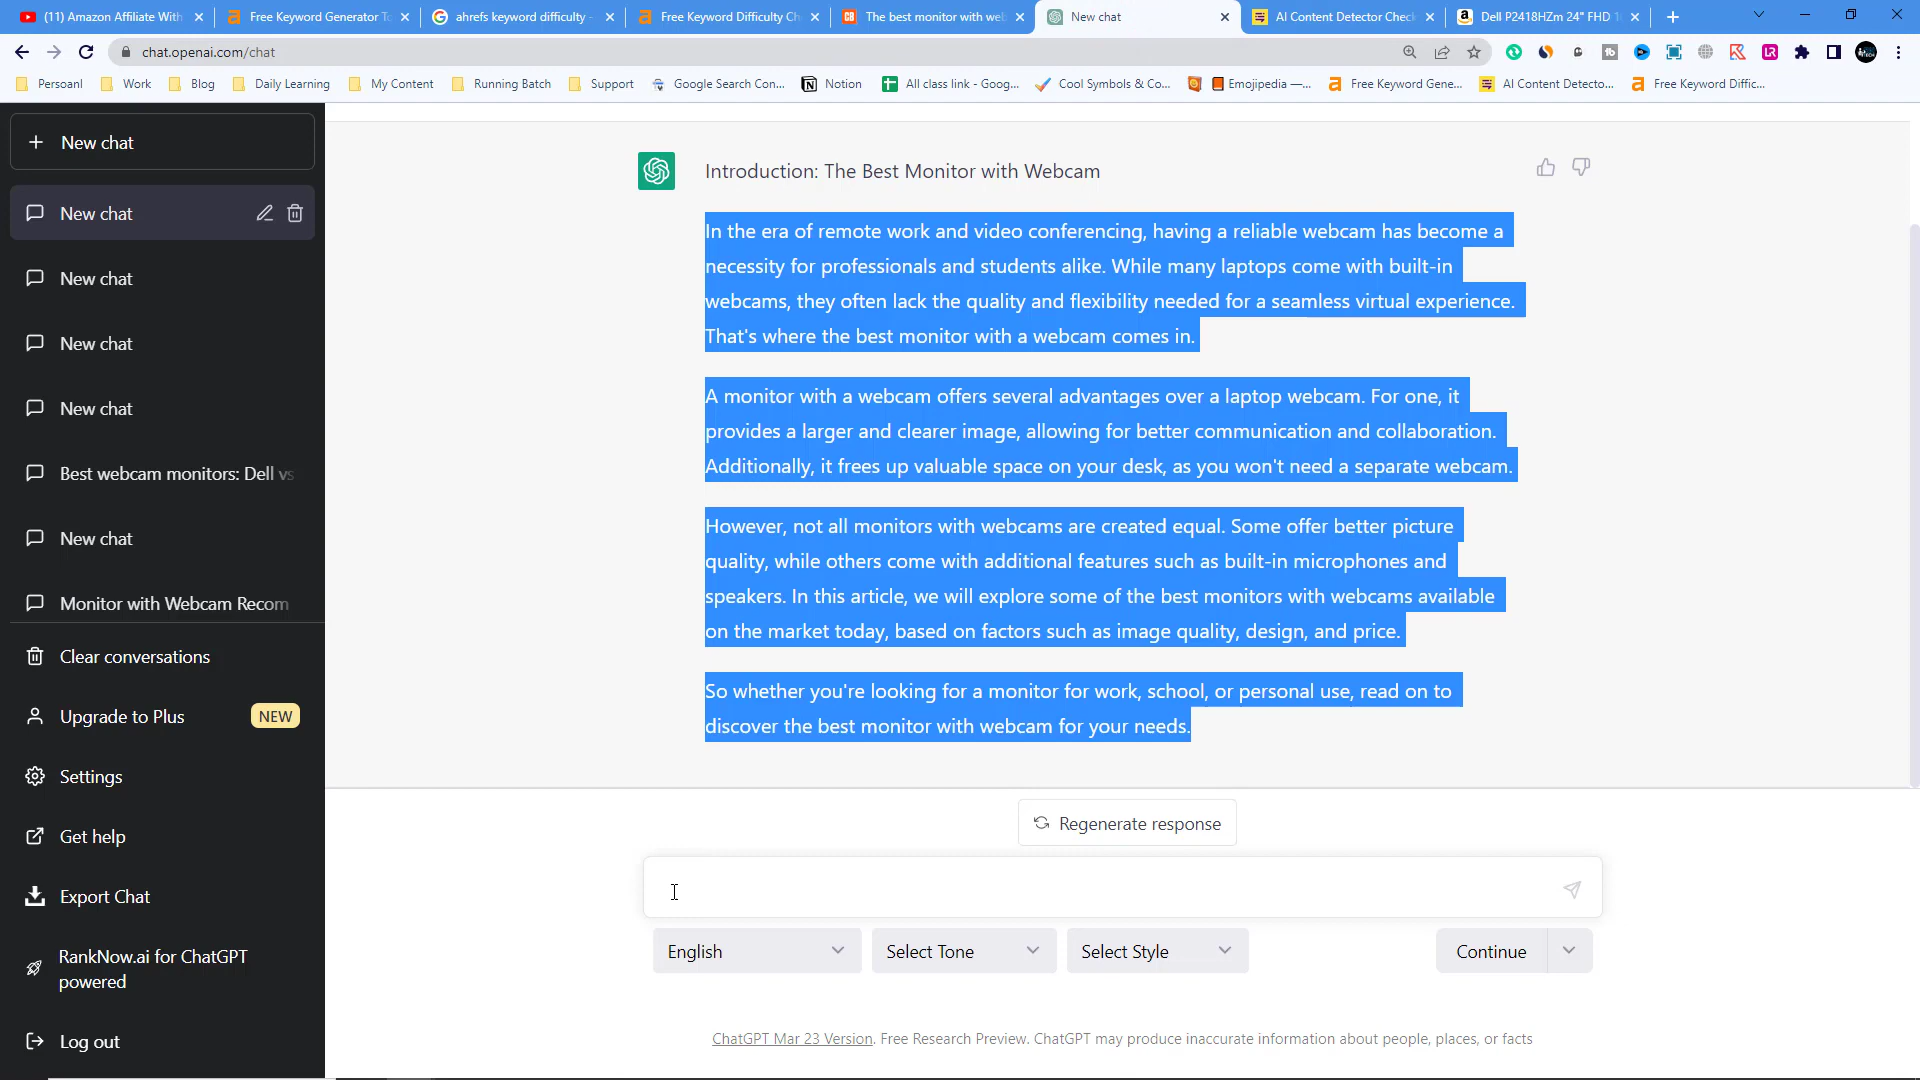 (11) Amazon Affiliate With
Free Keyword Generator To
ahrefs keyword difficulty -
Free Keyword Difficulty Ch
The best monitor with web
New chat
AI Content Detector Check
Dell P2418HZm 24" FHD 1
chat.openai.com/chat
Persoanl
Work
Blog
Daily Learning
My Content
Running Batch
Support
Google Search Con...
Notion
All class link - Goog...
Cool Symbols & Co...
Emojipedia —...
Free Keyword Gene...
AI Content Detecto...
Free Keyword Diffic...
New chat
New chat
New chat
New chat
New chat
Best webcam monitors: Dell vs
New chat
Monitor with Webcam Recom
Clear conversations
Upgrade to Plus
NEW
Settings
Get help
Export Chat
RankNow.ai for ChatGPT
powered
Log out
Introduction: The Best Monitor with Webcam
In the era of remote work and video conferencing, having a reliable webcam has become a
necessity for professionals and students alike. While many laptops come with built-in
webcams, they often lack the quality and flexibility needed for a seamless virtual experience.
That's where the best monitor with a webcam comes in.
A monitor with a webcam offers several advantages over a laptop webcam. For one, it
provides a larger and clearer image, allowing for better communication and collaboration.
Additionally, it frees up valuable space on your desk, as you won't need a separate webcam.
However, not all monitors with webcams are created equal. Some offer better picture
quality, while others come with additional features such as built-in microphones and
speakers. In this article, we will explore some of the best monitors with webcams available
on the market today, based on factors such as image quality, design, and price.
So whether you're looking for a monitor for work, school, or personal use, read on to
discover the best monitor with webcam for your needs.
Regenerate response
English
Select Tone
Select Style
Continue
ChatGPT Mar 23 Version. Free Research Preview. ChatGPT may produce inaccurate information about people, places, or facts